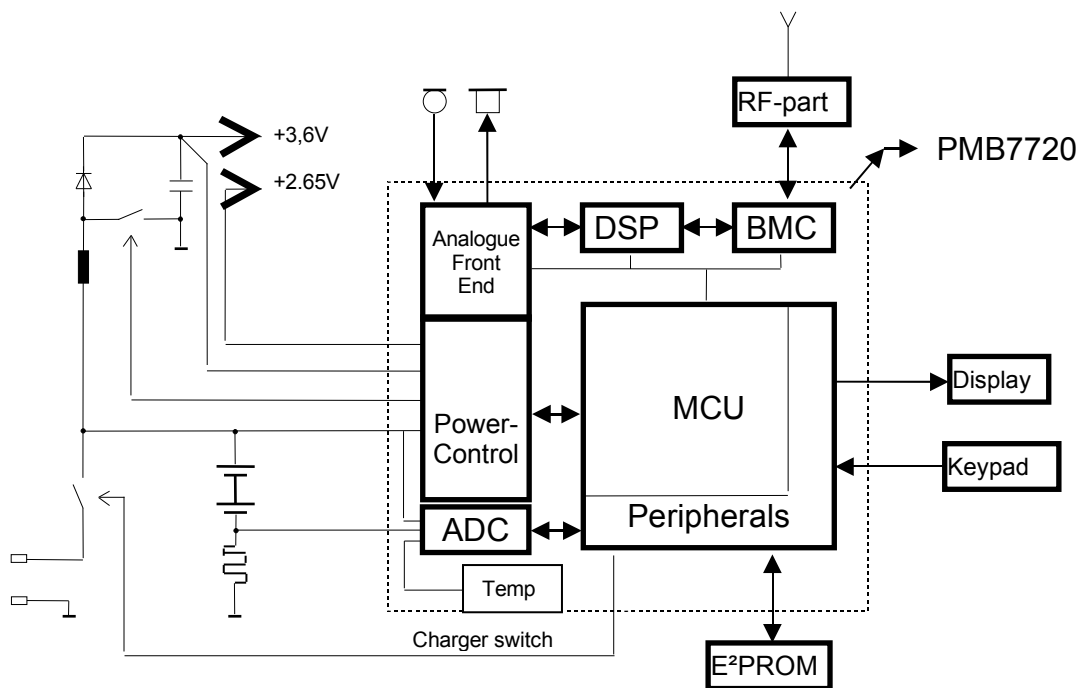 RF-part
+3,6V
PMB7720
+2.65V
Analogue
Front
End
DSP
BMC
MCU
Display
Power-
Control
Keypad
Peripherals
ADC
Temp
Charger switch
E²PROM